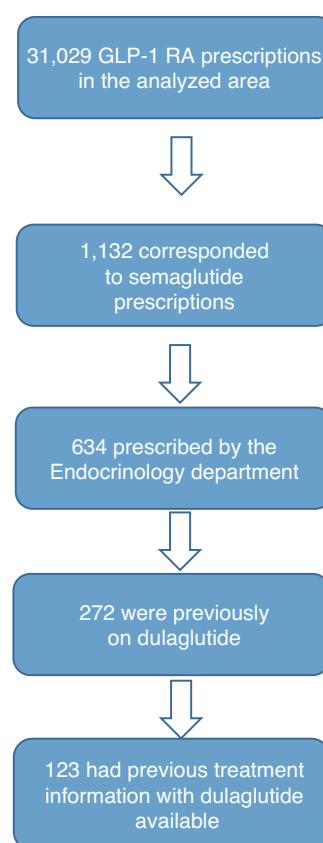 31,029 GLP-1 RA prescriptions
in the analyzed area
1,132 corresponded
to semaglutide
prescriptions
634 prescribed by the
Endocrinology department
272 were previously
on dulaglutide
123 had previous treatment
information with dulaglutide
available